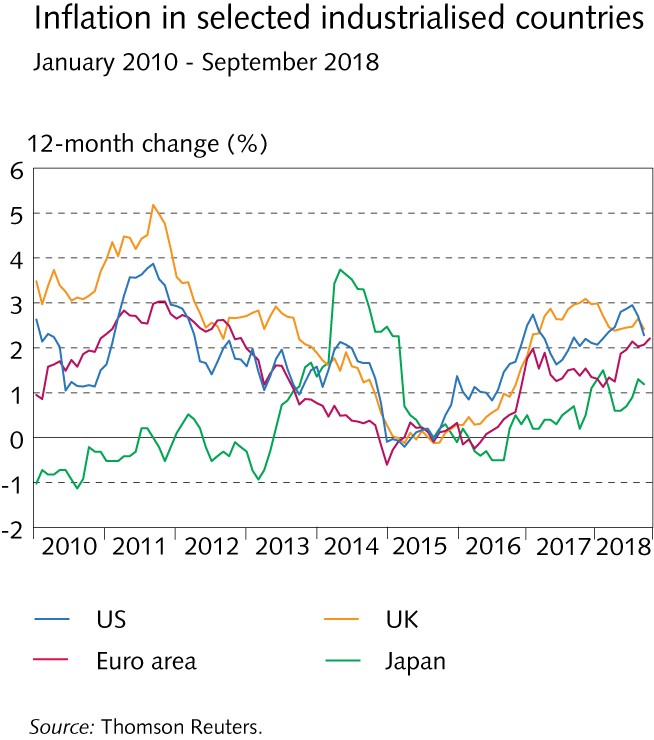 Inflation in selected industrialised countries
January 2010 - September 2018
12-month change (%)
6
5
4
3
2
1
0
-1
-2
2010 2011 2012 2013 2014 2015 2016 2017 2018
US UK
Euro area Japan
Source: Thomson Reuters.